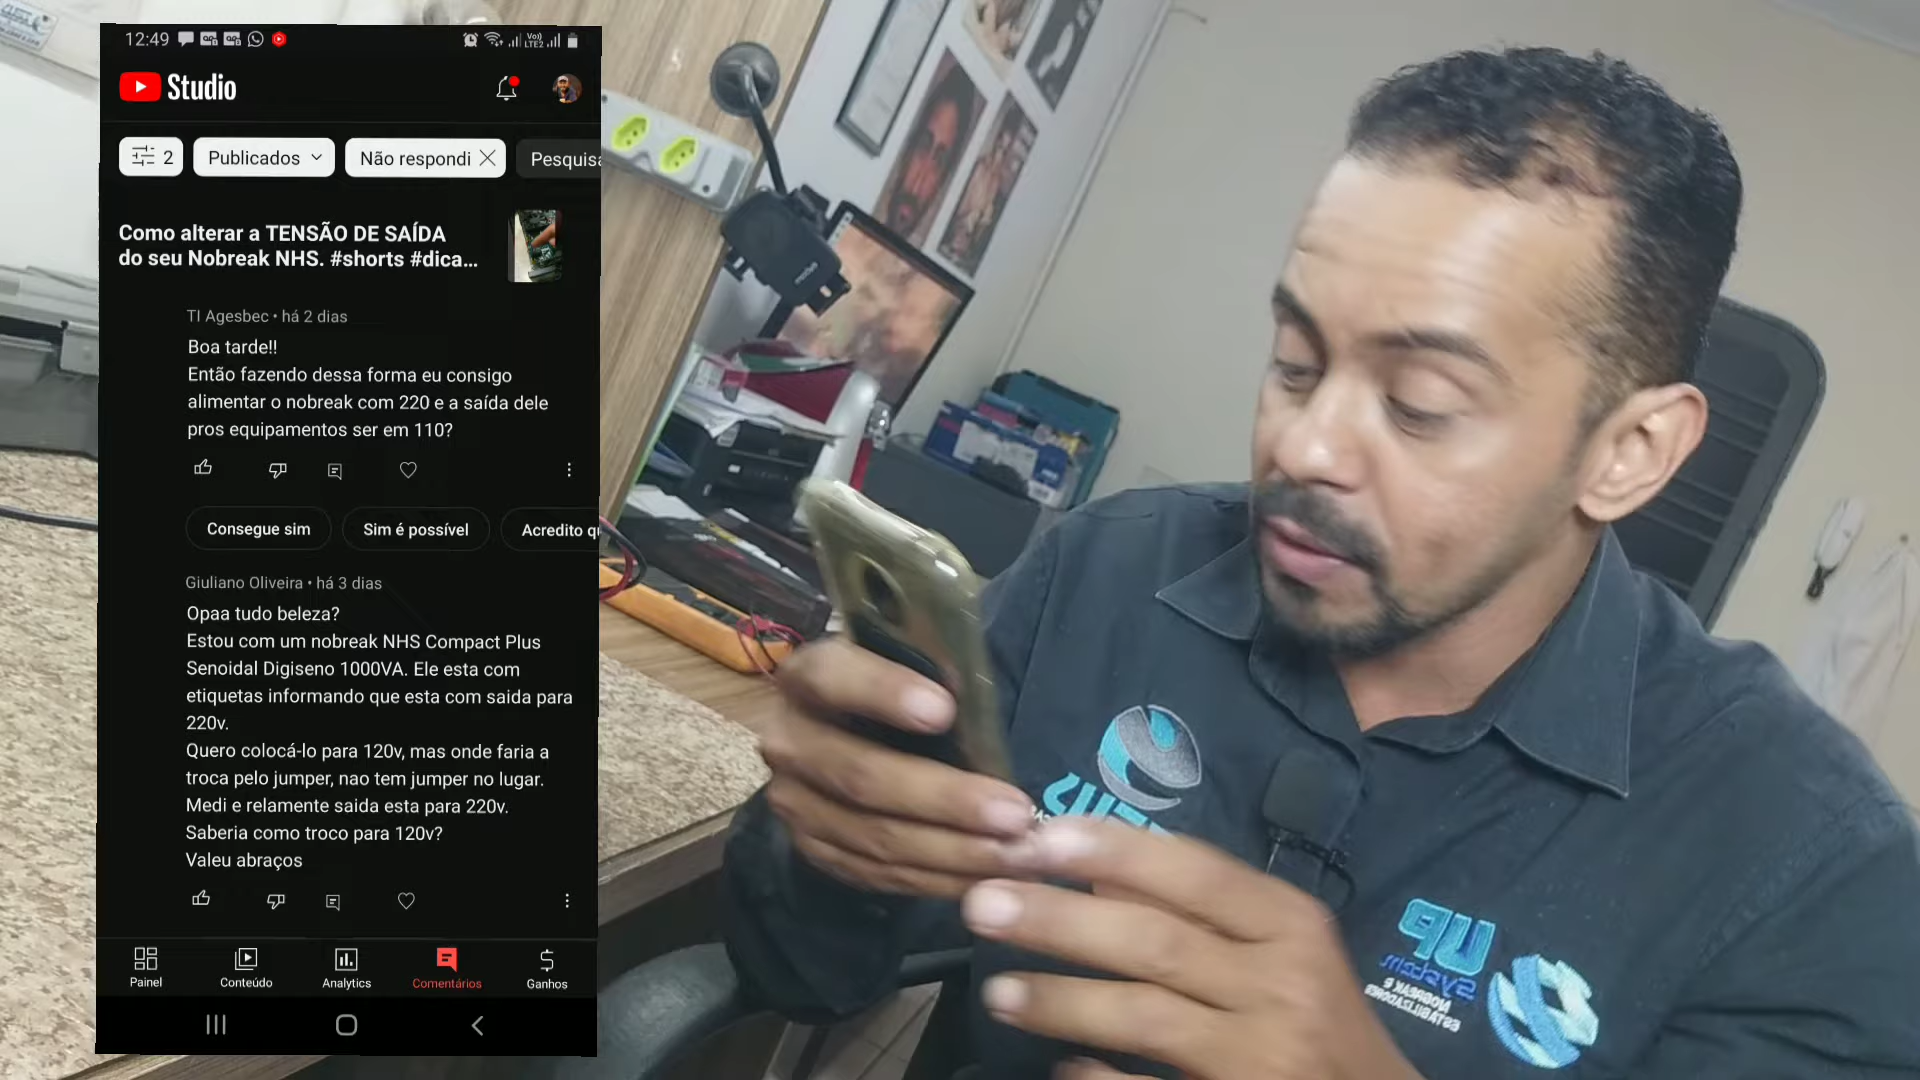 12:49
Vo))
LTE2
Studio
2
Publicados
Não respondi
Pesquisa
Como alterar a TENSÃO DE SAÍDA
do seu Nobreak NHS. #shorts #dica...
TI Agesbec • há 2 dias
Boa tarde!!
Então fazendo dessa forma eu consigo
alimentar o nobreak com 220 e a saída dele
pros equipamentos ser em 110?
Consegue sim
Sim é possível
Acredito qu
Giuliano Oliveira • há 3 dias
Opaa tudo beleza?
Estou com um nobreak NHS Compact Plus
Senoidal Digiseno 1000VA. Ele esta com
etiquetas informando que esta com saida para
220v.
Quero colocá-lo para 120v, mas onde faria a
troca pelo jumper, nao tem jumper no lugar.
Medi e relamente saida esta para 220v.
Saberia como troco para 120v?
Valeu abraços
Painel
Conteúdo
Analytics
Comentários
Ganhos
UP
System
NOBREAK E
ESTABILIZADORES